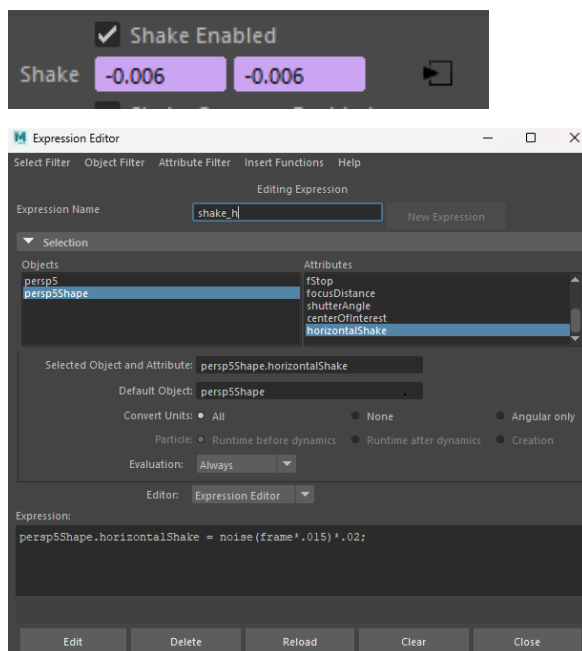 Shake Enabled
Shake -0.006 -0.006
Expression Editor
Select Filter Object Filter Attribute Filter Insert Functions Help
Editing Expression
Expression Name shake_h New Expression
Selection
Objects Attributes
persp5 fStop
persp5Shape focusDistance
shutterAngle
centerOfInterest
horizontalShake
Selected Object and Attribute: persp5Shape.horizontalShake
Default Object: persp5Shape
Convert Units: All None Angular only
Particle: Runtime before dynamics Runtime after dynamics Creation
Evaluation: Always
Editor: Expression Editor
Expression:
persp5Shape.horizontalShake = noise(frame*.015)*.02;
Edit Delete Reload Clear Close